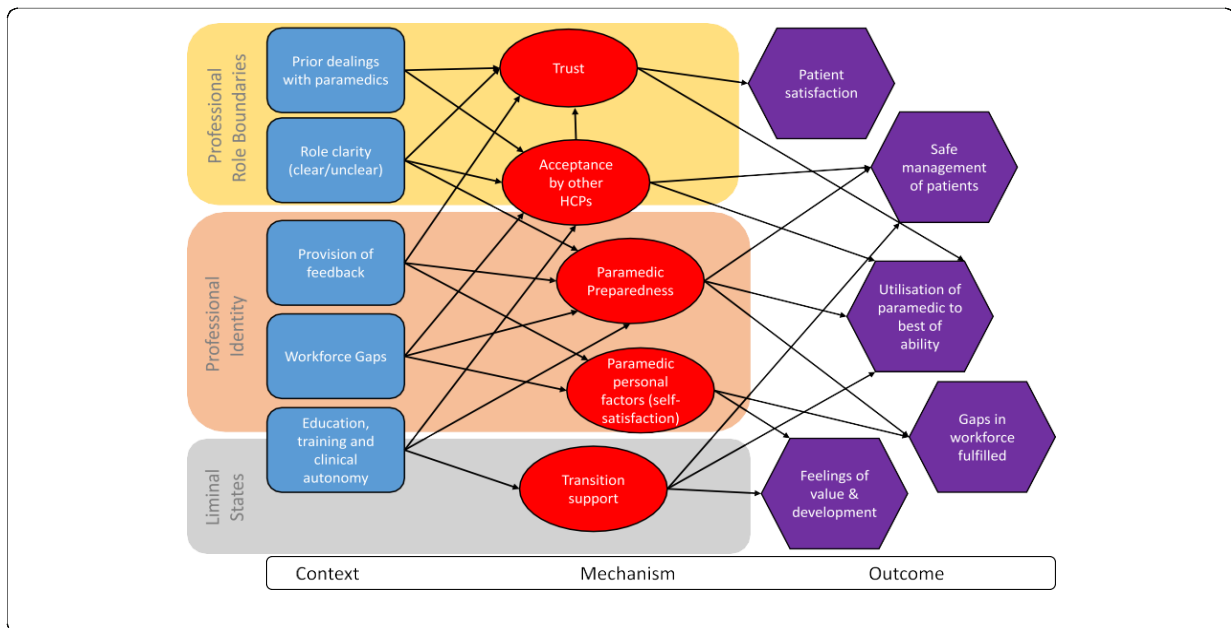 Professional
Role Boundaries
Prior dealings
with paramedics
Role clarity
(clear/unclear)
Trust
Acceptance
by other
HCPs
Patient
satisfaction
Safe
management
of patients
Professional
Identity
Provision of
feedback
Workforce Gaps
Paramedic
Preparedness
Paramedic
personal
factors (self-
satisfaction)
Utilisation of
paramedic to
best of
ability
Gaps in
workforce
fulfilled
Liminal
States
Education,
training and
clinical
autonomy
Transition
support
Feelings of
value &
development
Context
Mechanism
Outcome